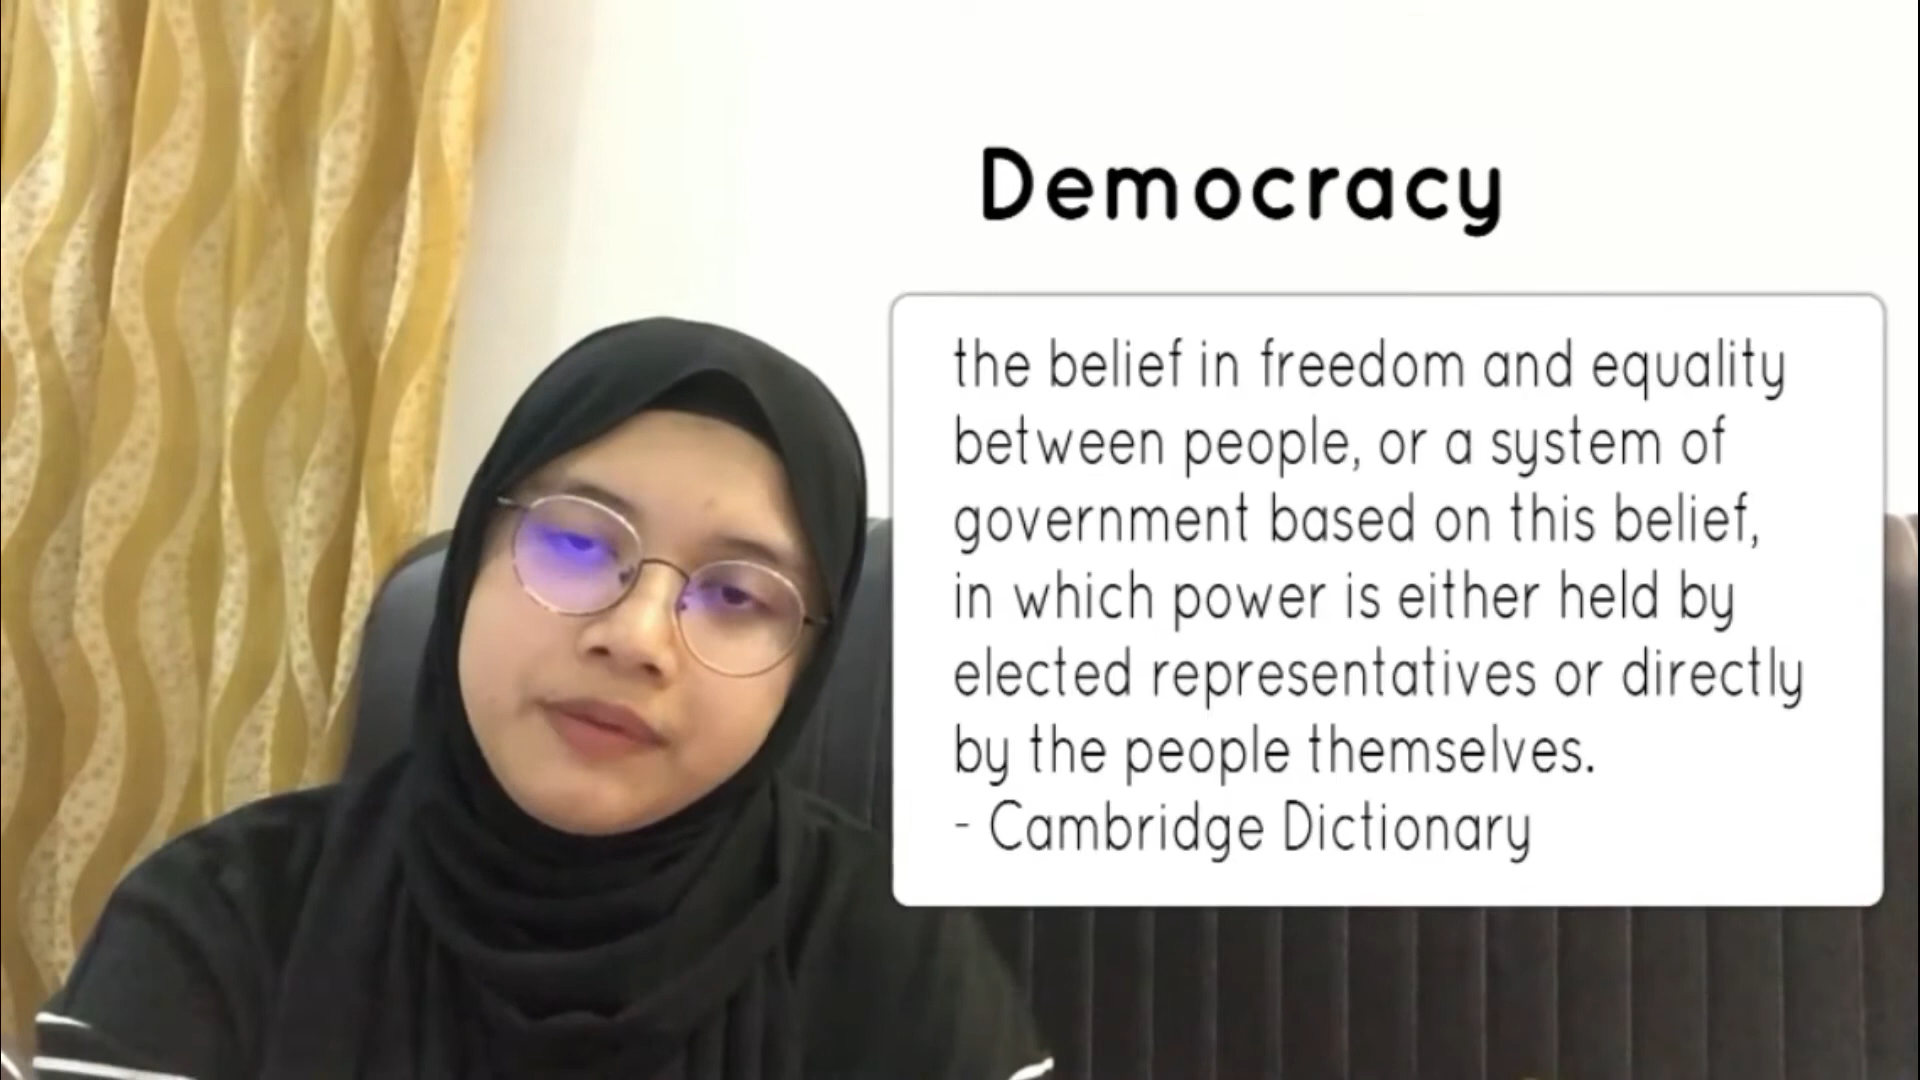 Democracy
the belief in freedom and equality
between people, or a system of
government based on this belief,
in which power is either held by
elected representatives or directly
by the people themselves.
- Cambridge Dictionary